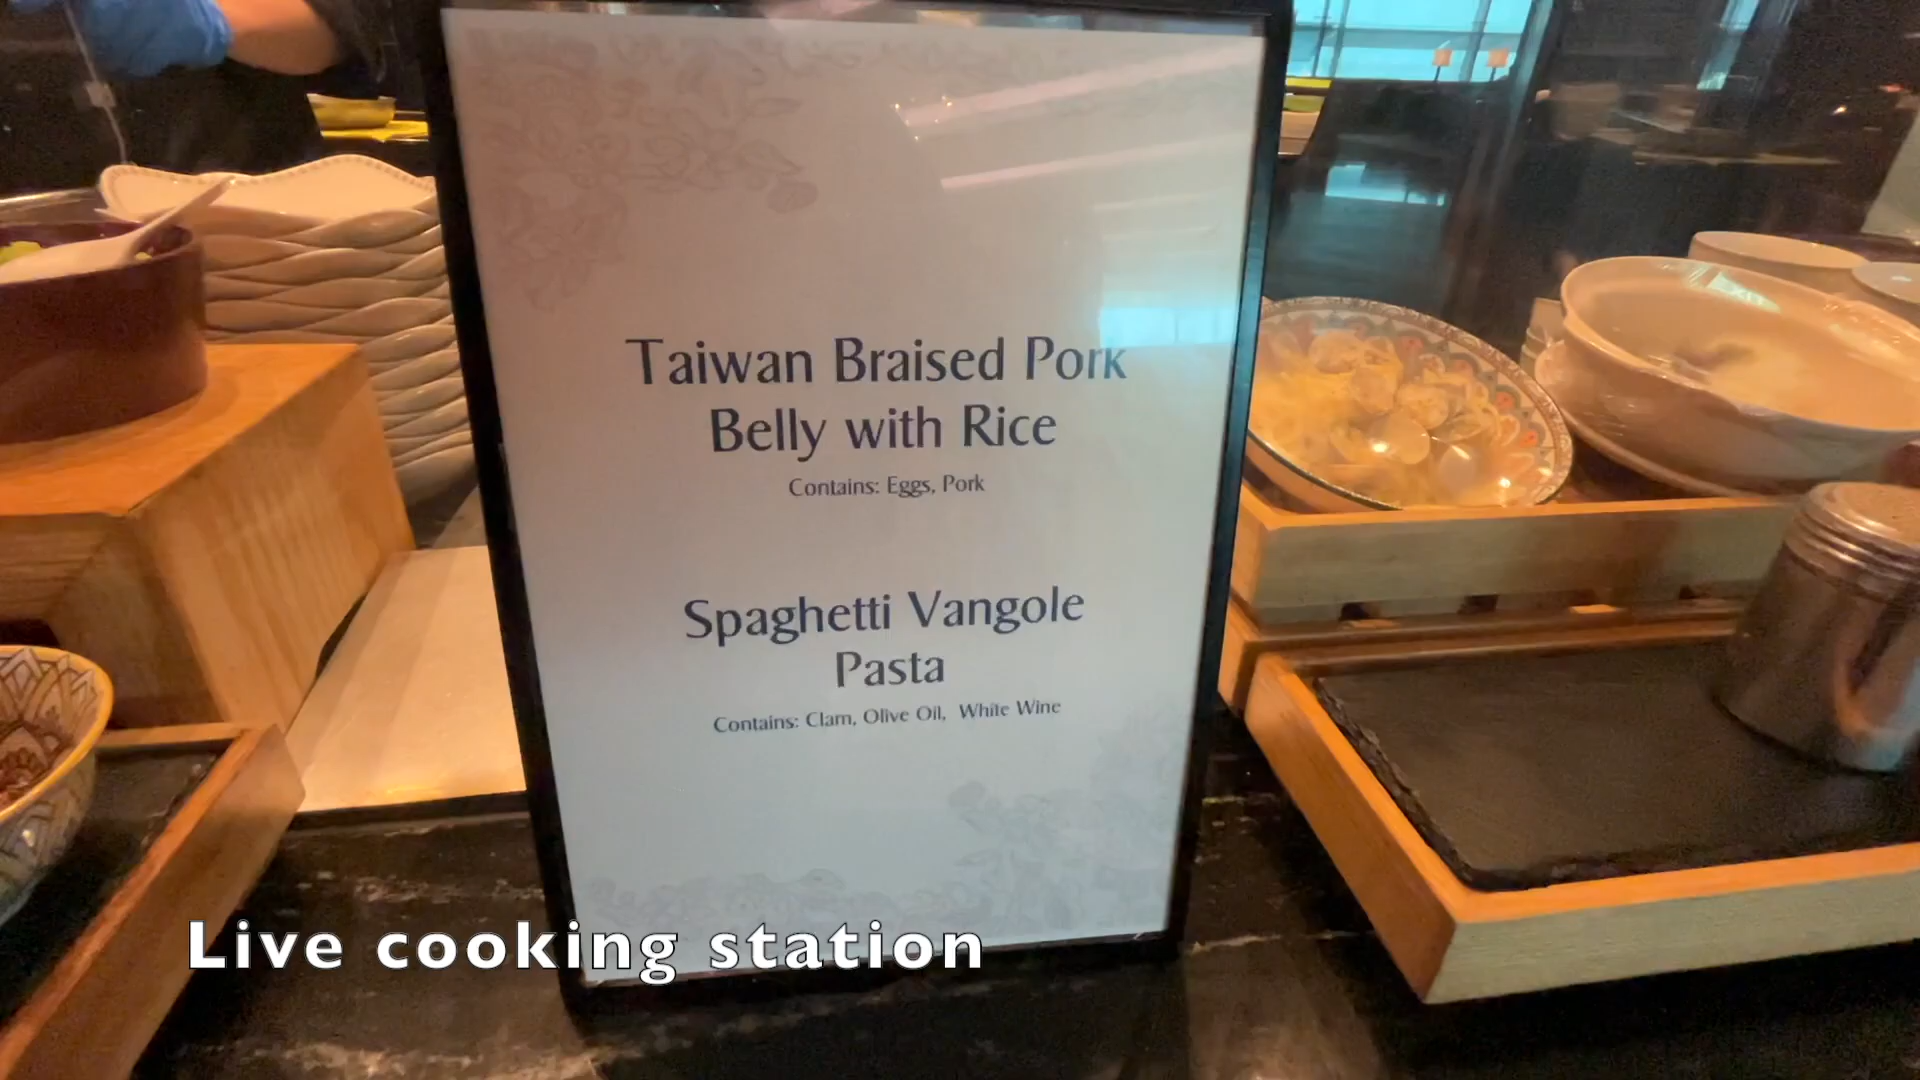 Taiwan Braised Pork
Belly with Rice
Contains: Eggs, Pork
Spaghetti Vangole
Pasta
Contains: Clam, Olive Oil, White Wine
Live cooking station